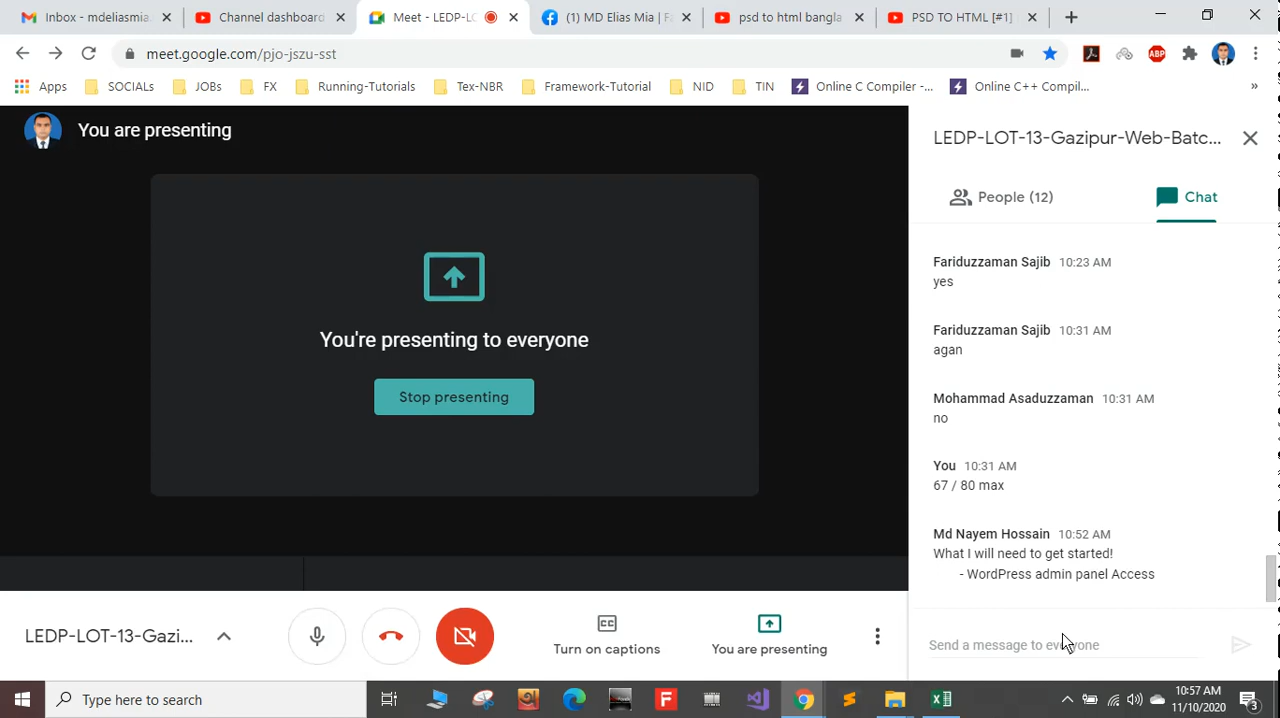 Inbox - mdeliasmia.
Channel dashboard
Meet - LEDP-LO
(1) MD Elias Mia | F
psd to html bangla
PSD TO HTML [#1]
meet.google.com/pjo-jszu-sst
ABP
Apps
SOCIALs
JOBs
FX
Running-Tutorials
Tex-NBR
Framework-Tutorial
NID
TIN
Online C Compiler -...
Online C++ Compil...
»
You are presenting
You're presenting to everyone
Stop presenting
LEDP-LOT-13-Gazipur-Web-Batc...
People (12)
Chat
Fariduzzaman Sajib 10:23 AM
yes
Fariduzzaman Sajib 10:31 AM
agan
Mohammad Asaduzzaman 10:31 AM
no
You 10:31 AM
67 / 80 max
Md Nayem Hossain 10:52 AM
What I will need to get started!
- WordPress admin panel Access
Send a message to everyone
LEDP-LOT-13-Gazi...
Turn on captions
You are presenting
Type here to search
10:57 AM
11/10/2020
3